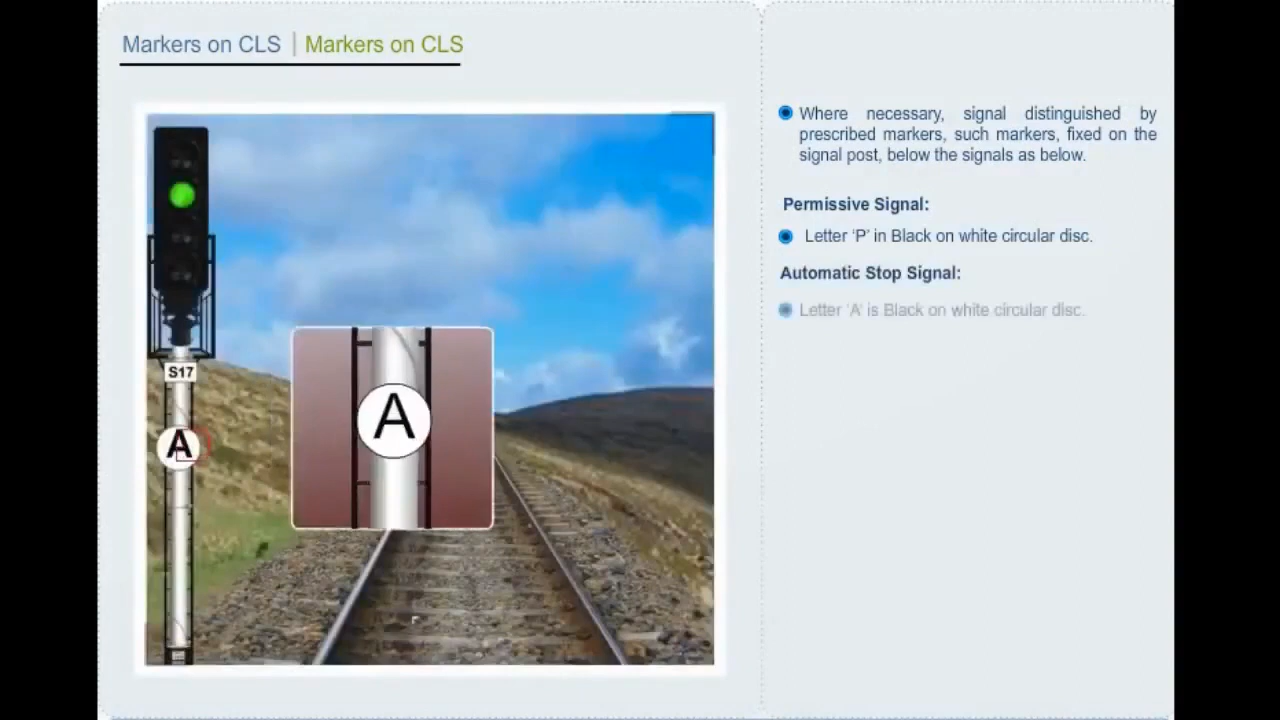 Markers on CLS | Markers on CLS
Where necessary, signal distinguished by
prescribed markers, such markers, fixed on the
signal post, below the signals as below.
Permissive Signal:
Letter ‘P’ in Black on white circular disc.
Automatic Stop Signal:
Letter ‘A’ is Black on white circular disc.
S17
A
A